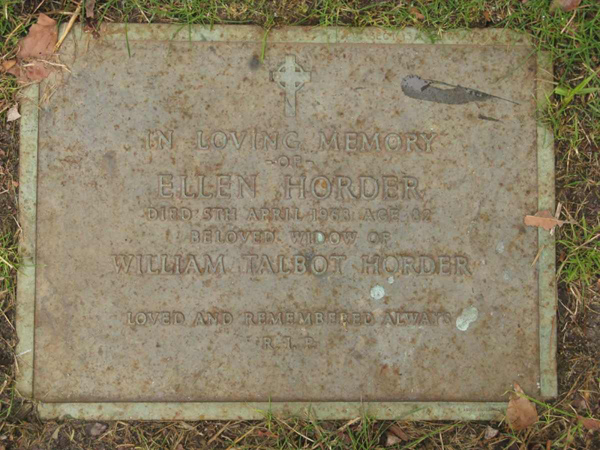 IN LOVING MEMORY
-OF-
ELLEN HORDER
DIED 5TH APRIL AGE
BELOVED WIDOW OF
WILLIAM TALBOT HORDER
LOVED AND REMEMBERED ALWAYS
R.I.P.